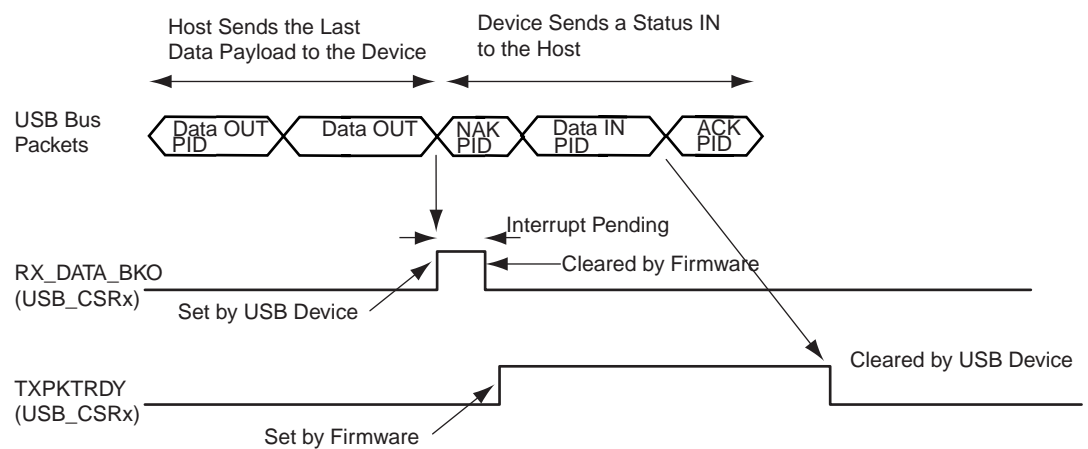 Host Sends the Last
Data Payload to the Device
Device Sends a Status IN
to the Host
USB Bus
Packets
Data OUT
PID
Data OUT
NAK
PID
Data IN
PID
ACK
PID
Interrupt Pending
RX_DATA_BKO
(USB_CSRx)
Cleared by Firmware
Set by USB Device
Cleared by USB Device
TXPKTRDY
(USB_CSRx)
Set by Firmware